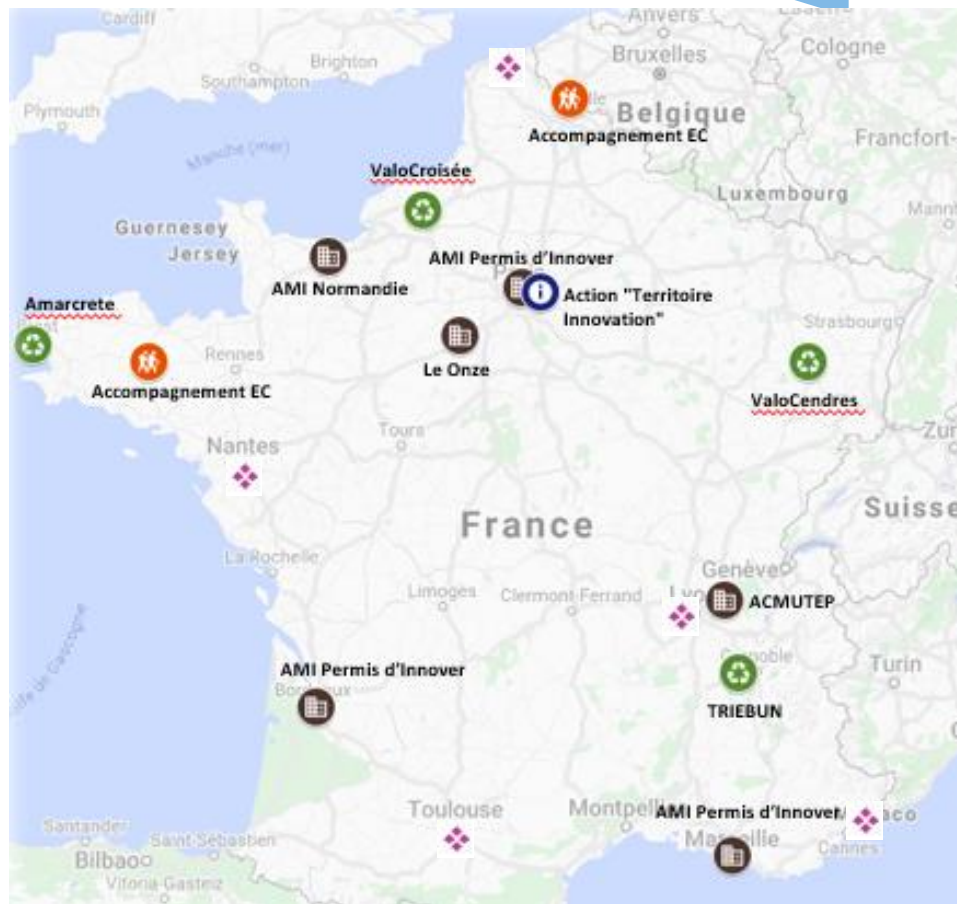 Cardiff
Anvers
Brighton
Bruxelles
Cologne
Southampton
Plymouth
Belgique
Accompagnement EC
Francfort-
Manche (mer)
ValoCroisée
Luxembourg
Guernesey
Jersey
AMI Permis d'Innover
AMI Normandie
Action "Territoire
Innovation"
Amarcrete
Strasbourg
Rennes
Le Onze
Accompagnement EC
ValoCendres
Tours
Nantes
France
Suisse
La Rochelle
Genève
Limoges
Clermont-Ferrand
ACMUTEP
AMI Permis d'Innover
Turin
TRIEBUN
Toulouse
AMI Permis d'Innover
Santander
Saint-Sébastien
Marseille
Cannes
Bilbao
Vitoria-Gasteiz